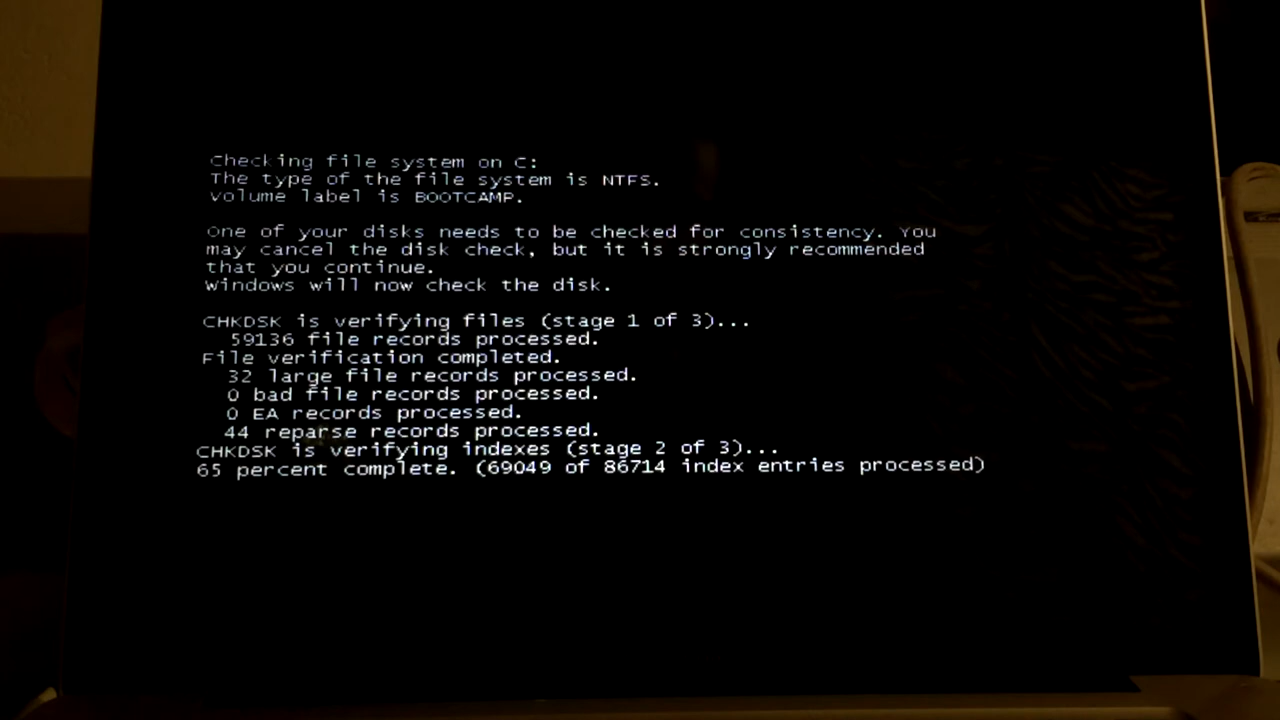 Checking file system on C:
The type of the file system is NTFS.
Volume label is BOOTCAMP.
One of your disks needs to be checked for consistency. You
may cancel the disk check, but it is strongly recommended
that you continue.
Windows will now check the disk.
CHKDSK is verifying files (stage 1 of 3)...
59136 file records processed.
File verification completed.
32 large file records processed.
0 bad file records processed.
0 EA records processed.
44 reparse records processed.
CHKDSK is verifying indexes (stage 2 of 3)...
65 percent complete. (69049 of 86714 index entries processed)